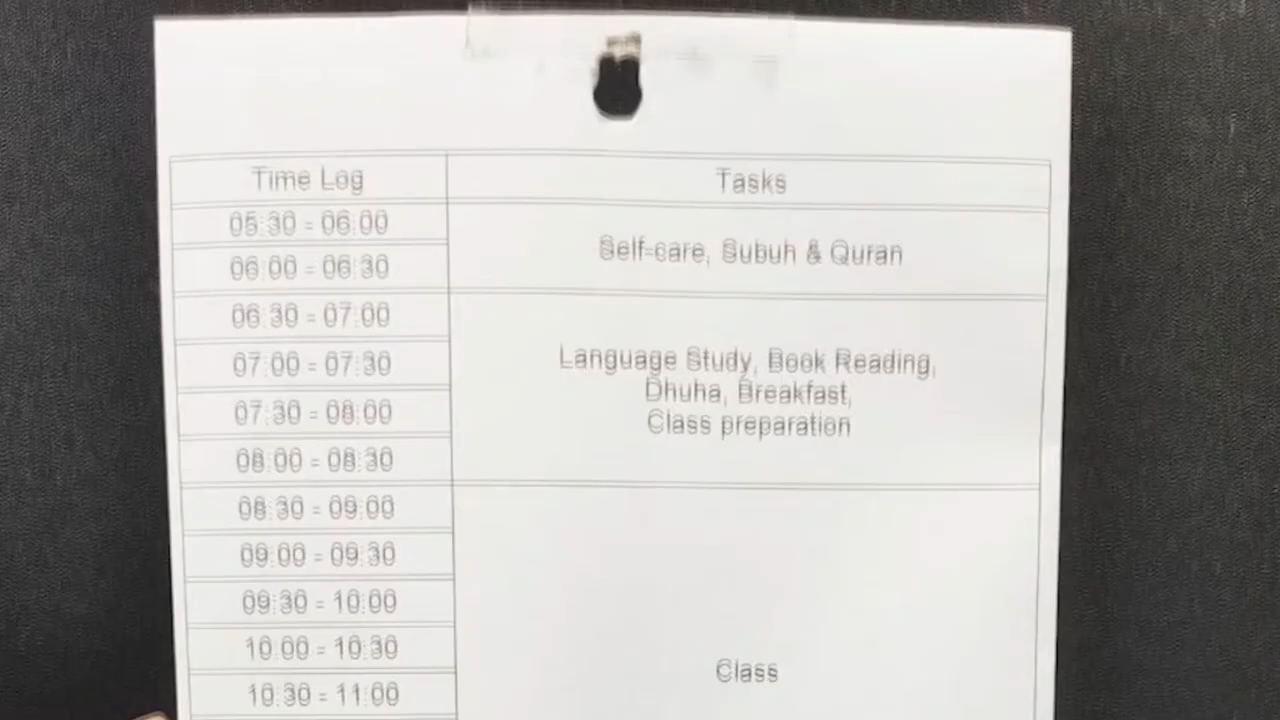 Time Log
Tasks
05:30 - 06:00
Self-care, Subuh & Quran
06:00 - 06:30
06:30 - 07:00
07:00 - 07:30
Language Study, Book Reading,
Dhuha, Breakfast,
Class preparation
07:30 - 08:00
08:00 - 08:30
08:30 - 09:00
09:00 - 09:30
09:30 - 10:00
10:00 - 10:30
Class
10:30 - 11:00